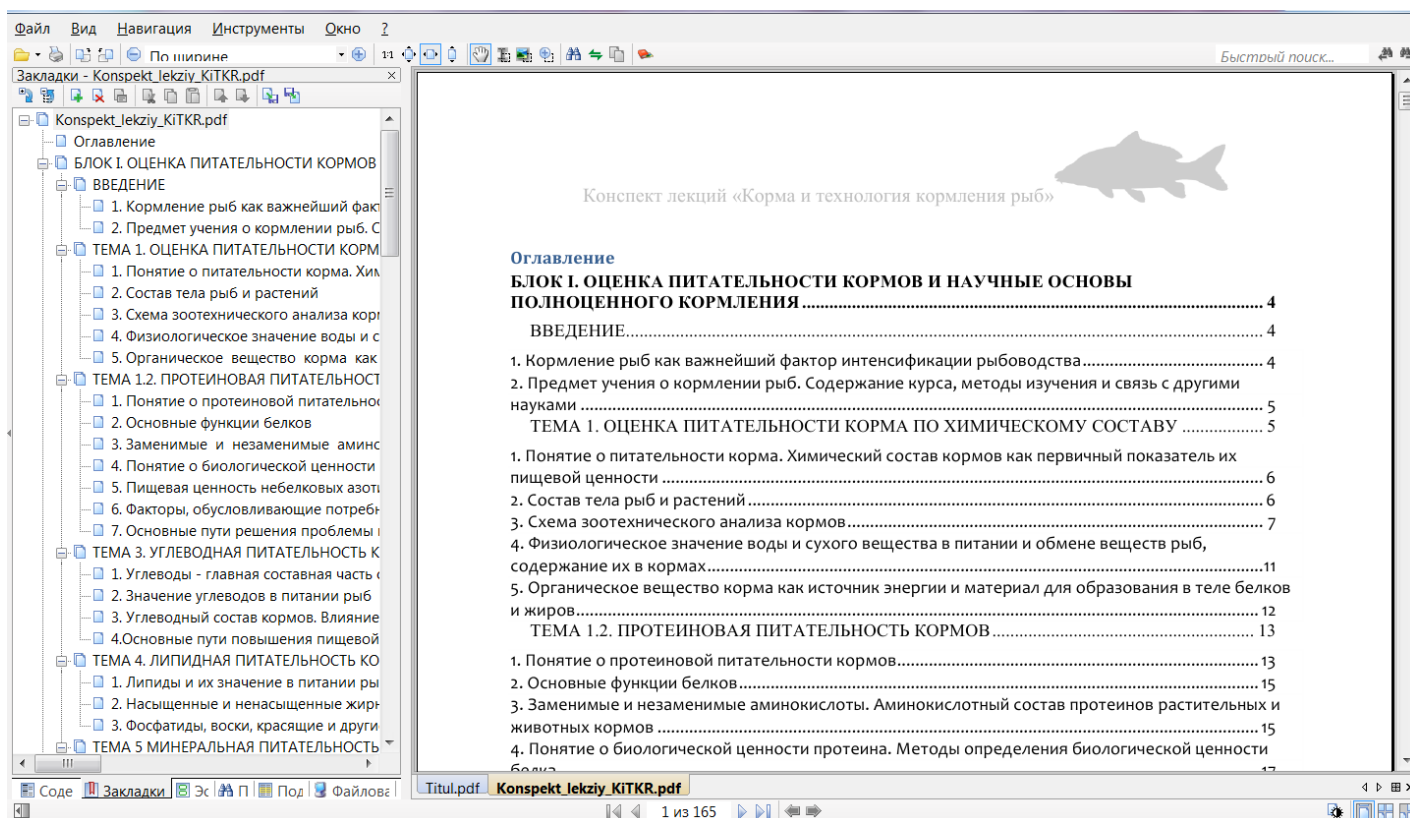 Файл Вид Навигация Инструменты Окно ?
По ширине
1:1
Быстрый поиск...
Закладки - Konspekt_lekziy_KiTKR.pdf
Konspekt_lekziy_KiTKR.pdf
Оглавление
БЛОК I. ОЦЕНКА ПИТАТЕЛЬНОСТИ КОРМОВ
ВВЕДЕНИЕ
1. Кормление рыб как важнейший факт
2. Предмет учения о кормлении рыб. С
ТЕМА 1. ОЦЕНКА ПИТАТЕЛЬНОСТИ КОРМ
1. Понятие о питательности корма. Хим
2. Состав тела рыб и растений
3. Схема зоотехнического анализа корм
4. Физиологическое значение воды и с
5. Органическое вещество корма как
ТЕМА 1.2. ПРОТЕИНОВАЯ ПИТАТЕЛЬНОСТ
1. Понятие о протеиновой питательнос
2. Основные функции белков
3. Заменимые и незаменимые амино
4. Понятие о биологической ценности
5. Пищевая ценность небелковых азоти
6. Факторы, обусловливающие потребн
7. Основные пути решения проблемы
ТЕМА 3. УГЛЕВОДНАЯ ПИТАТЕЛЬНОСТЬ К
1. Углеводы - главная составная часть
2. Значение углеводов в питании рыб
3. Углеводный состав кормов. Влияние
4.Основные пути повышения пищевой
ТЕМА 4. ЛИПИДНАЯ ПИТАТЕЛЬНОСТЬ КО
1. Липиды и их значение в питании ры
2. Насыщенные и ненасыщенные жирн
3. Фосфатиды, воски, красящие и други
ТЕМА 5 МИНЕРАЛЬНАЯ ПИТАТЕЛЬНОСТЬ
Соде Закладки Эс П Под Файлова
Конспект лекций «Корма и технология кормления рыб»
Оглавление
БЛОК I. ОЦЕНКА ПИТАТЕЛЬНОСТИ КОРМОВ И НАУЧНЫЕ ОСНОВЫ
ПОЛНОЦЕННОГО КОРМЛЕНИЯ ... 4
ВВЕДЕНИЕ ... 4
1. Кормление рыб как важнейший фактор интенсификации рыбоводства ... 4
2. Предмет учения о кормлении рыб. Содержание курса, методы изучения и связь с другими
науками ... 5
ТЕМА 1. ОЦЕНКА ПИТАТЕЛЬНОСТИ КОРМА ПО ХИМИЧЕСКОМУ СОСТАВУ ... 5
1. Понятие о питательности корма. Химический состав кормов как первичный показатель их
пищевой ценности ... 6
2. Состав тела рыб и растений ... 6
3. Схема зоотехнического анализа кормов ... 7
4. Физиологическое значение воды и сухого вещества в питании и обмене веществ рыб,
содержание их в кормах ... 11
5. Органическое вещество корма как источник энергии и материал для образования в теле белков
и жиров ... 12
ТЕМА 1.2. ПРОТЕИНОВАЯ ПИТАТЕЛЬНОСТЬ КОРМОВ ... 13
1. Понятие о протеиновой питательности кормов ... 13
2. Основные функции белков ... 15
3. Заменимые и незаменимые аминокислоты. Аминокислотный состав протеинов растительных и
животных кормов ... 15
4. Понятие о биологической ценности протеина. Методы определения биологической ценности
белка ... 17
Titul.pdf Konspekt_lekziy_KiTKR.pdf
1 из 165